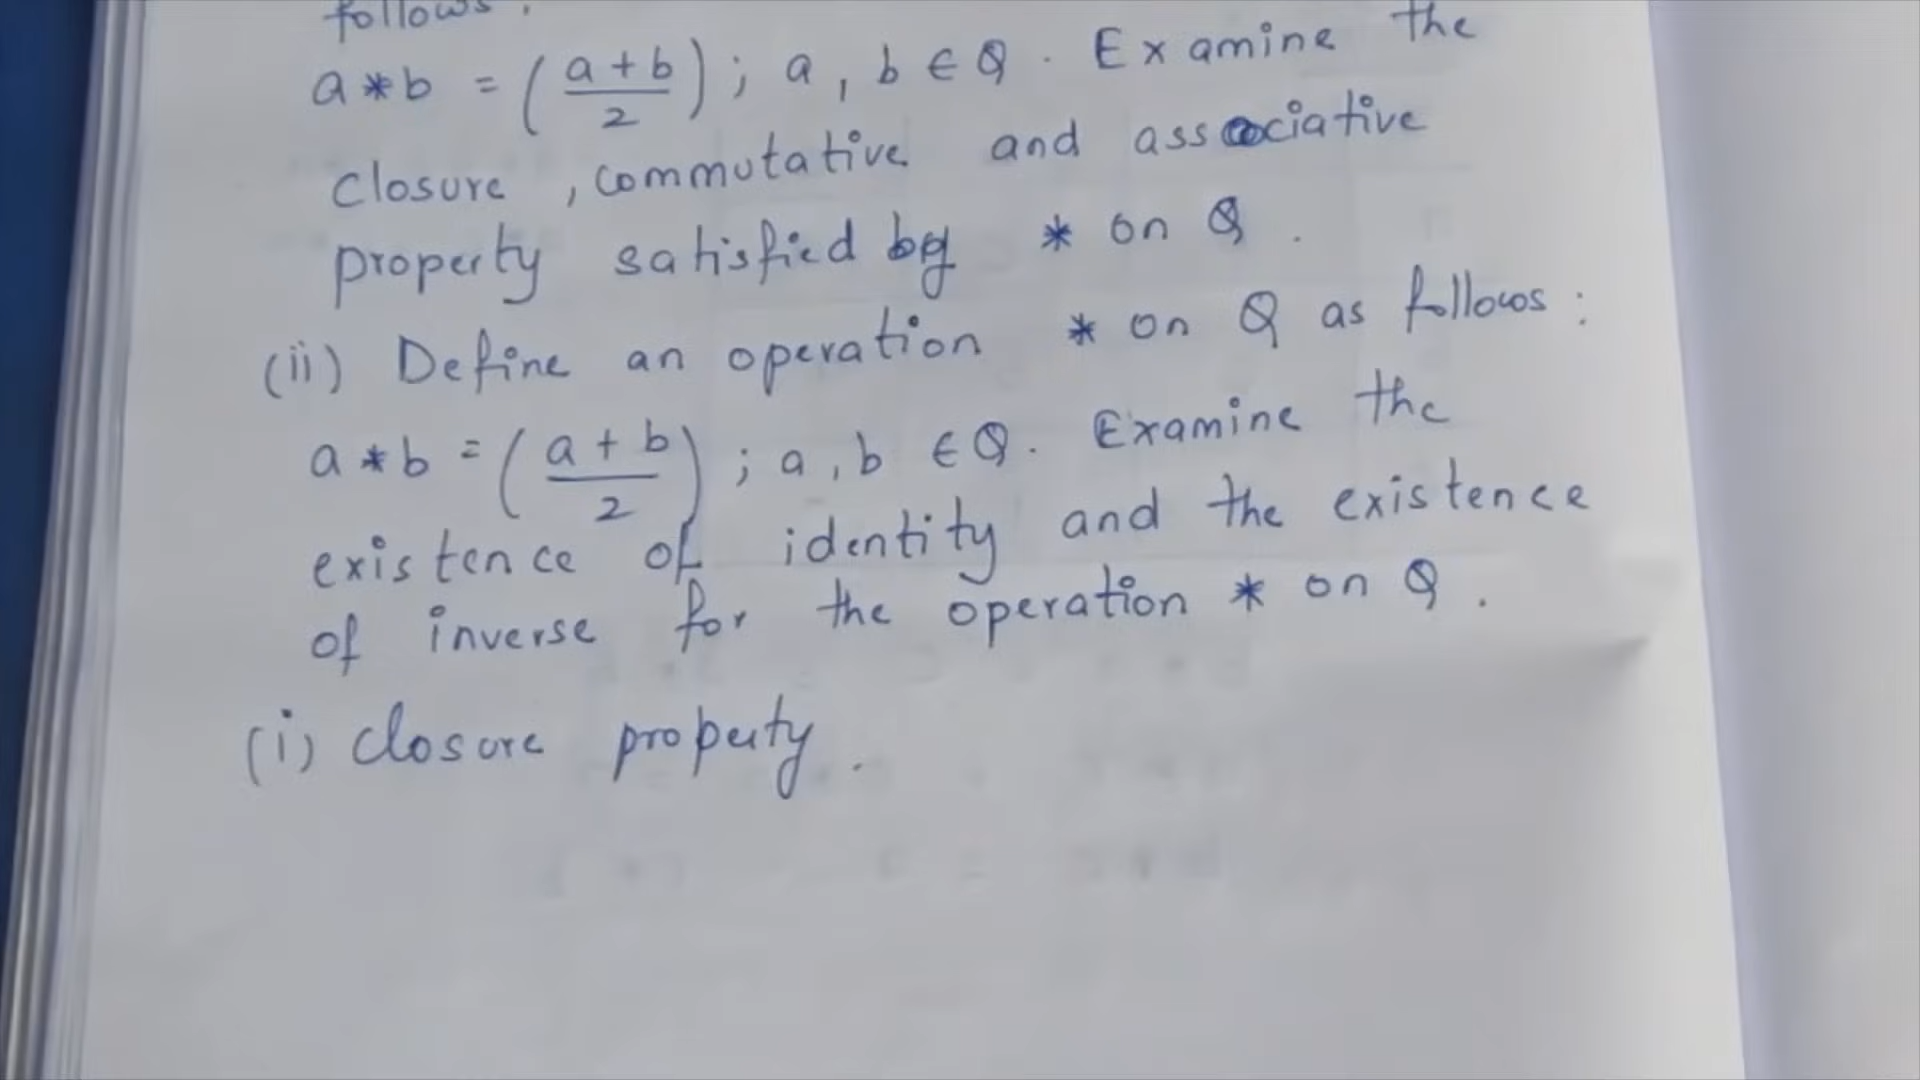 follows:
a * b = (a + b / 2) ; a, b ∈ Q. Examine the
closure, commutative and associative
property satisfied by * on Q.
(ii) Define an operation * on Q as follows:
a * b = (a + b / 2) ; a, b ∈ Q. Examine the
existence of identity and the existence
of inverse for the operation * on Q.
(i) closure property.